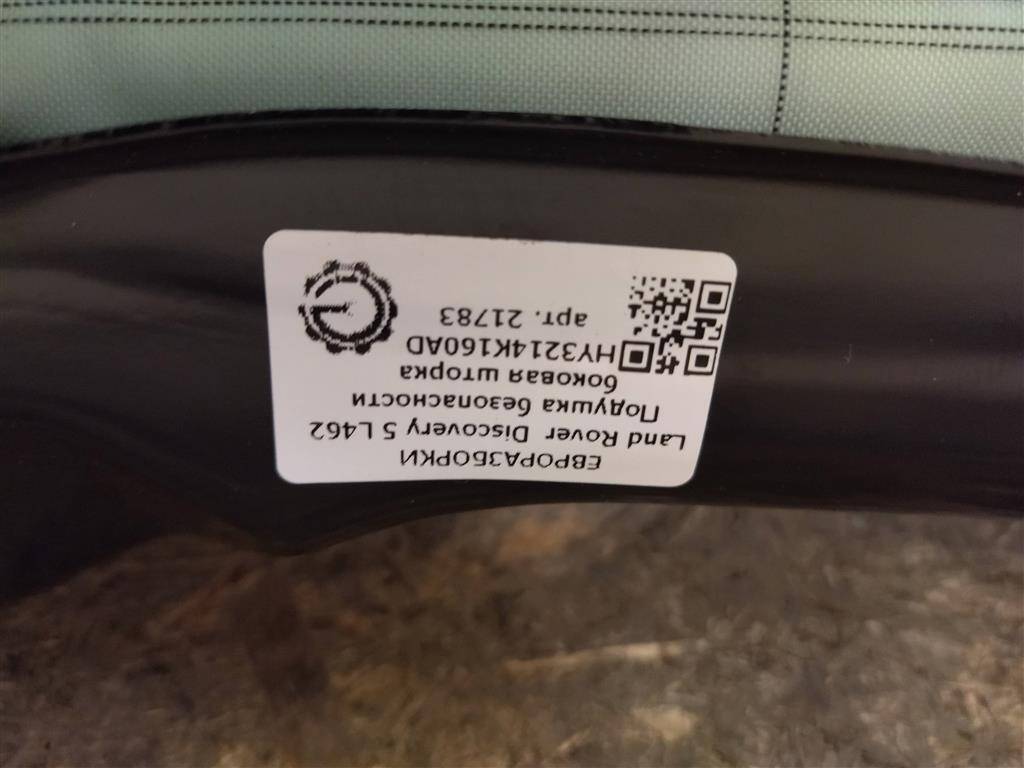 ЕВРОРАЗБОРКИ
Land Rover Discovery 5 L462
Подушка безопасности
боковая шторка
HY3214K160AD
арт. 21783